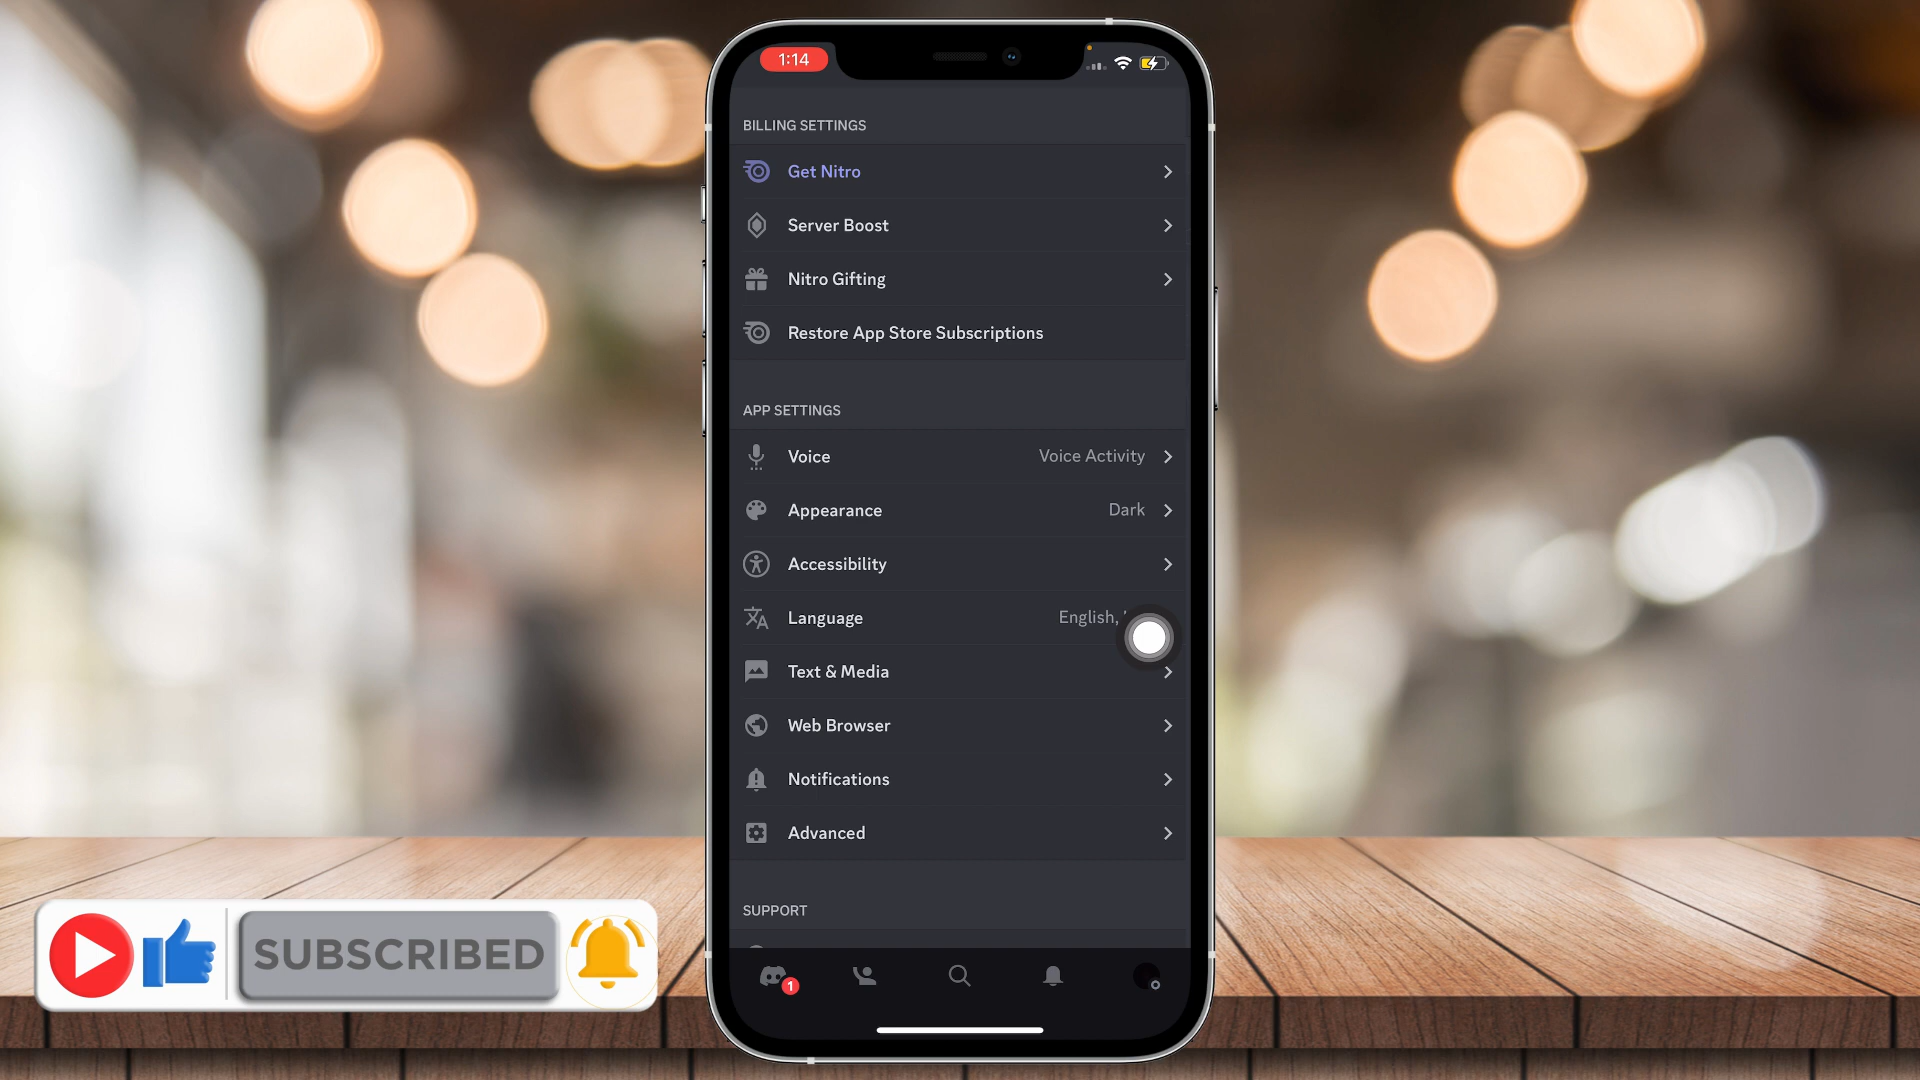 1:14
BILLING SETTINGS
Get Nitro
Server Boost
Nitro Gifting
Restore App Store Subscriptions
APP SETTINGS
Voice Voice Activity
Appearance Dark
Accessibility
Language English,
Text & Media
Web Browser
Notifications
Advanced
SUPPORT
1
SUBSCRIBED